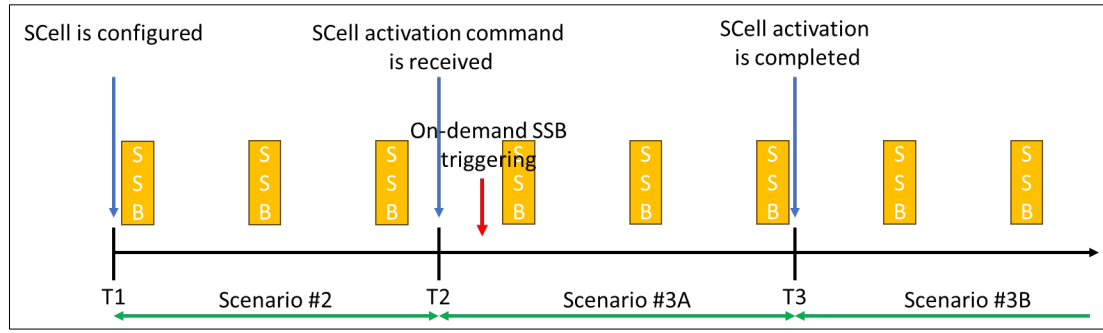 SCell is configured
SCell activation command
is received
SCell activation
is completed
On-demand SSB
triggering
S
S
B
S
S
B
S
S
B
S
S
B
S
S
B
S
S
B
S
S
B
S
S
B
T1
Scenario #2
T2
Scenario #3A
T3
Scenario #3B